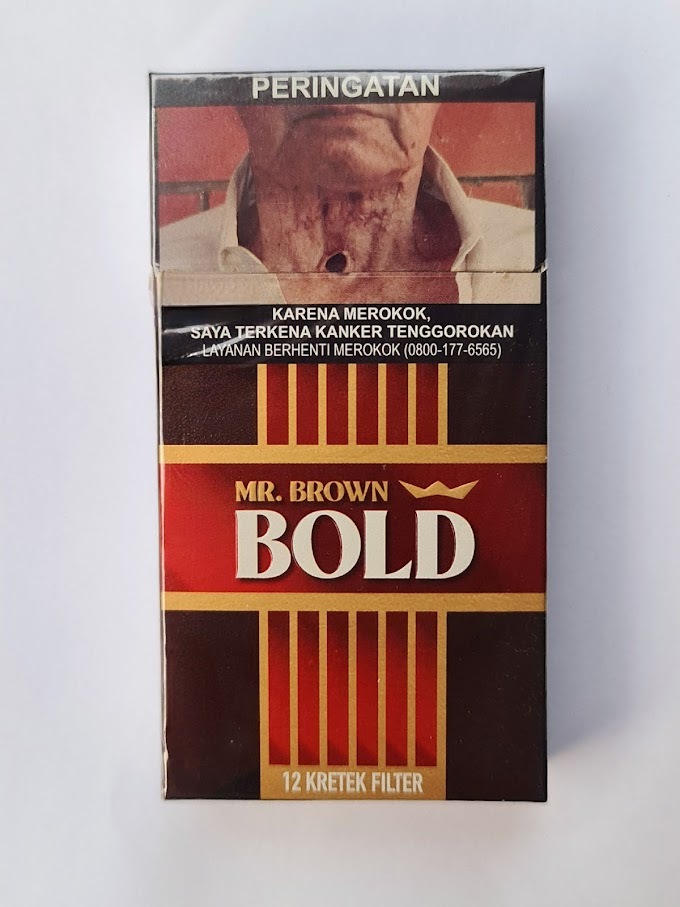 PERINGATAN
KARENA MEROKOK,
SAYA TERKENA KANKER TENGGOROKAN
LAYANAN BERHENTI MEROKOK (0800-177-6565)
MR. BROWN
BOLD
12 KRETEK FILTER